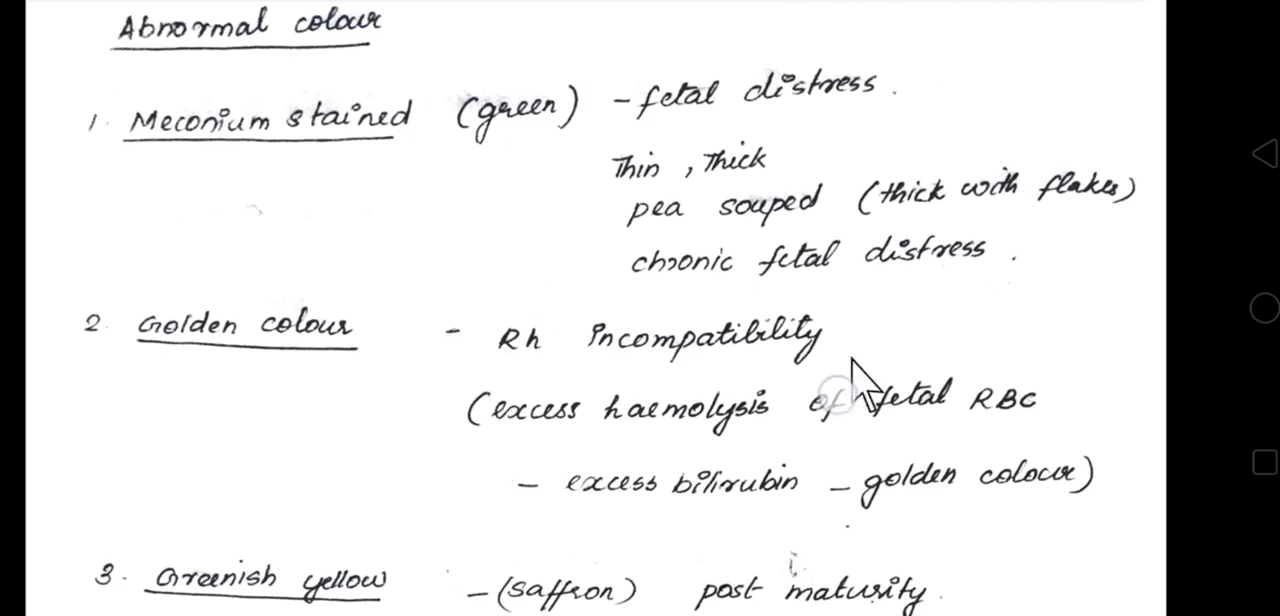 Abnormal colour
1. Meconium stained (green) - fetal distress.
Thin, Thick
pea souped (thick with flakes)
chronic fetal distress.
2 Golden colour - Rh incompatibility
(excess haemolysis of fetal RBC
- excess bilirubin - golden colour)
3. Greenish yellow - (saffron) post maturity.